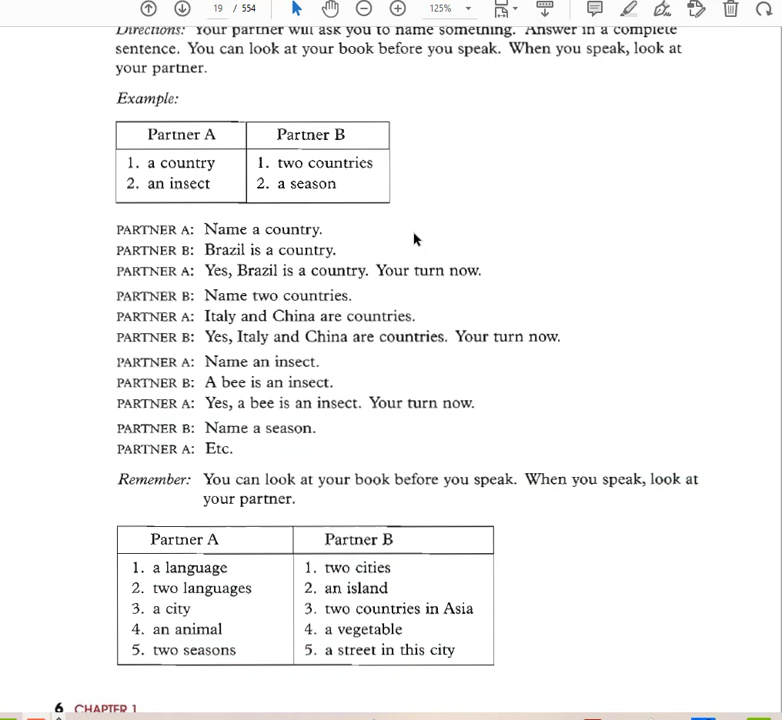 19 / 554 125%
Directions: Your partner will ask you to name something. Answer in a complete
sentence. You can look at your book before you speak. When you speak, look at
your partner.
Example:
Partner A Partner B
1. a country 1. two countries
2. an insect 2. a season
PARTNER A: Name a country.
PARTNER B: Brazil is a country.
PARTNER A: Yes, Brazil is a country. Your turn now.
PARTNER B: Name two countries.
PARTNER A: Italy and China are countries.
PARTNER B: Yes, Italy and China are countries. Your turn now.
PARTNER A: Name an insect.
PARTNER B: A bee is an insect.
PARTNER A: Yes, a bee is an insect. Your turn now.
PARTNER B: Name a season.
PARTNER A: Etc.
Remember: You can look at your book before you speak. When you speak, look at
your partner.
Partner A Partner B
1. a language 1. two cities
2. two languages 2. an island
3. a city 3. two countries in Asia
4. an animal 4. a vegetable
5. two seasons 5. a street in this city
6 CHAPTER 1